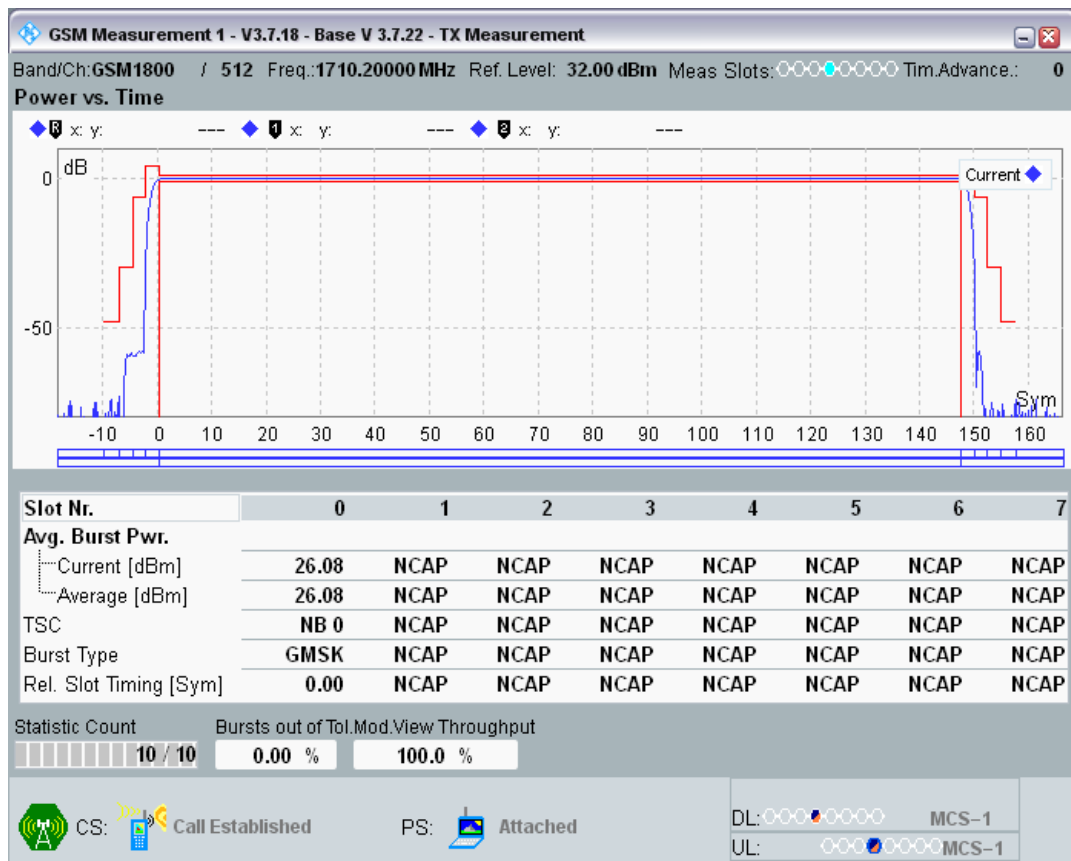 GSM Measurement 1 - V3.7.18 - Base V 3.7.22 - TX Measurement
Band/Ch:GSM1800 / 512 Freq.:1710.20000 MHz Ref. Level: 32.00 dBm Meas Slots: Tim.Advance.: 0
Power vs. Time
R x: y: --- 1 x: y: --- 2 x: y: ---
dB
Current
0
-50
Sym
-10 0 10 20 30 40 50 60 70 80 90 100 110 120 130 140 150 160
Slot Nr. 0 1 2 3 4 5 6 7
Avg. Burst Pwr.
Current [dBm] 26.08 NCAP NCAP NCAP NCAP NCAP NCAP NCAP
Average [dBm] 26.08 NCAP NCAP NCAP NCAP NCAP NCAP NCAP
TSC NB 0 NCAP NCAP NCAP NCAP NCAP NCAP NCAP
Burst Type GMSK NCAP NCAP NCAP NCAP NCAP NCAP NCAP
Rel. Slot Timing [Sym] 0.00 NCAP NCAP NCAP NCAP NCAP NCAP NCAP
Statistic Count Bursts out of Tol.Mod.View Throughput
10 / 10 0.00 % 100.0 %
CS: Call Established PS: Attached
DL: MCS-1
UL: MCS-1